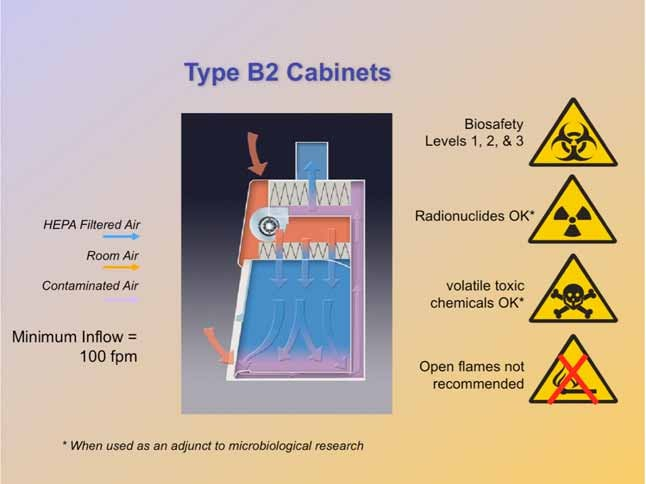 Type B2 Cabinets
Biosafety
Levels 1, 2, & 3
Radionuclides OK*
HEPA Filtered Air
Room Air
Contaminated Air
volatile toxic
chemicals OK*
Minimum Inflow =
100 fpm
Open flames not
recommended
* When used as an adjunct to microbiological research